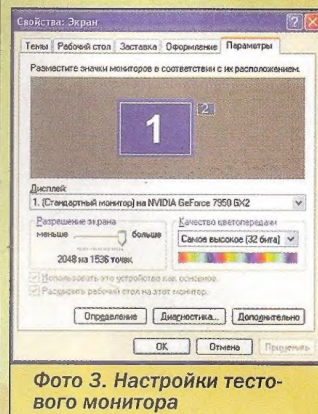 Свойства: Экран
Темы Рабочий стол Заставка Оформление Параметры
Разместите значки мониторов в соответствии с их расположением.
1 2
Дисплей:
1. (Стандартный монитор) на NVIDIA GeForce 7950 GX2
Разрешение экрана
меньше больше
2048 на 1536 точек
Качество цветопередачи
Самое высокое (32 бита)
Использовать это устройство как основное.
Расширить рабочий стол на этот монитор.
Определение Диагностика... Дополнительно
ОК Отмена Применить
Фото 3. Настройки тесто-
вого монитора